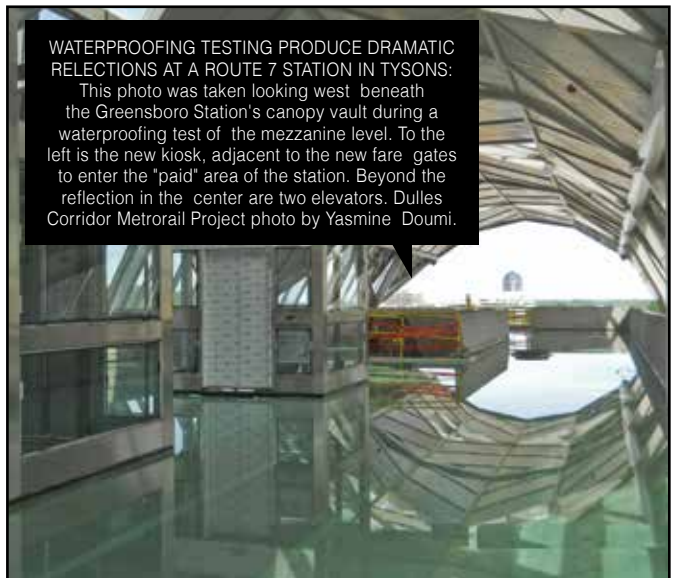 WATERPROOFING TESTING PRODUCE DRAMATIC
RELECTIONS AT A ROUTE 7 STATION IN TYSONS:
This photo was taken looking west beneath
the Greensboro Station's canopy vault during a
waterproofing test of the mezzanine level. To the
left is the new kiosk, adjacent to the new fare gates
to enter the "paid" area of the station. Beyond the
reflection in the center are two elevators. Dulles
Corridor Metrorail Project photo by Yasmine Doumi.